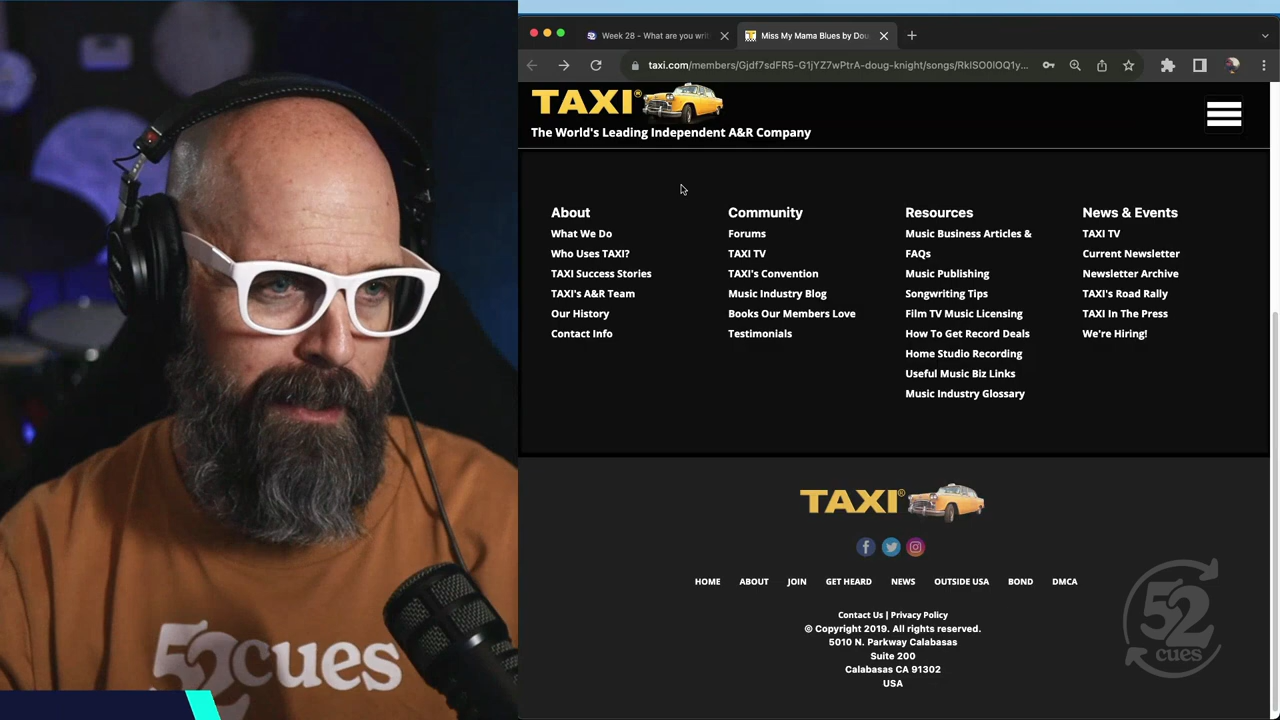 Week 28 - What are you writ
Miss My Mama Blues by Dou
taxi.com/members/Gjdf7sdFR5-G1jYZ7wPtrA-doug-knight/songs/RkISO0IOQ1y...
TAXI®
The World's Leading Independent A&R Company
About
What We Do
Who Uses TAXI?
TAXI Success Stories
TAXI's A&R Team
Our History
Contact Info
Community
Forums
TAXI TV
TAXI's Convention
Music Industry Blog
Books Our Members Love
Testimonials
Resources
Music Business Articles &
FAQs
Music Publishing
Songwriting Tips
Film TV Music Licensing
How To Get Record Deals
Home Studio Recording
Useful Music Biz Links
Music Industry Glossary
News & Events
TAXI TV
Current Newsletter
Newsletter Archive
TAXI's Road Rally
TAXI In The Press
We're Hiring!
TAXI®
HOME ABOUT JOIN GET HEARD NEWS OUTSIDE USA BOND DMCA
Contact Us | Privacy Policy
© Copyright 2019. All rights reserved.
5010 N. Parkway Calabasas
Suite 200
Calabasas CA 91302
USA
52
cues
52cues